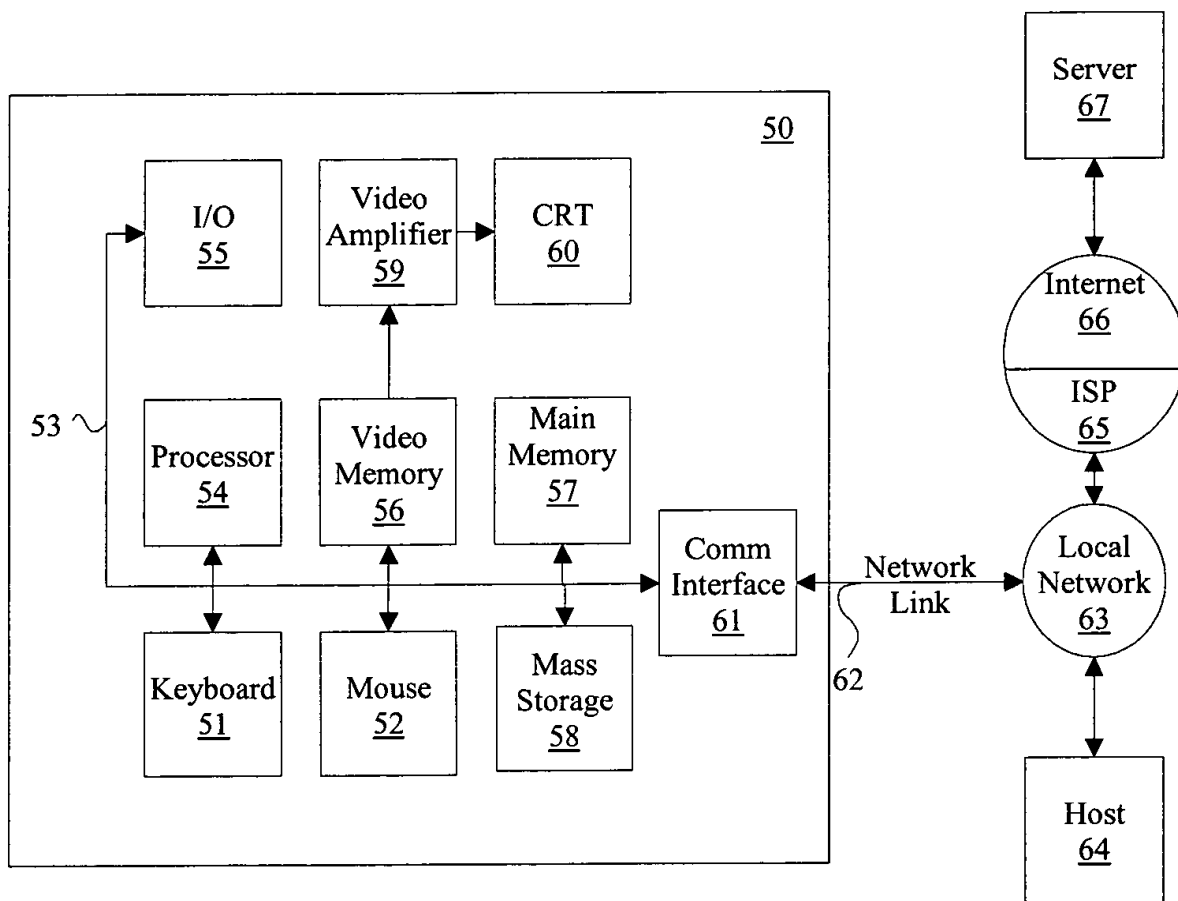 Server
67
50
I/O
55
Video
Amplifier
59
CRT
60
Internet
66
ISP
65
53
Processor
54
Video
Memory
56
Main
Memory
57
Comm
Interface
61
Network
Link
62
Local
Network
63
Keyboard
51
Mouse
52
Mass
Storage
58
Host
64